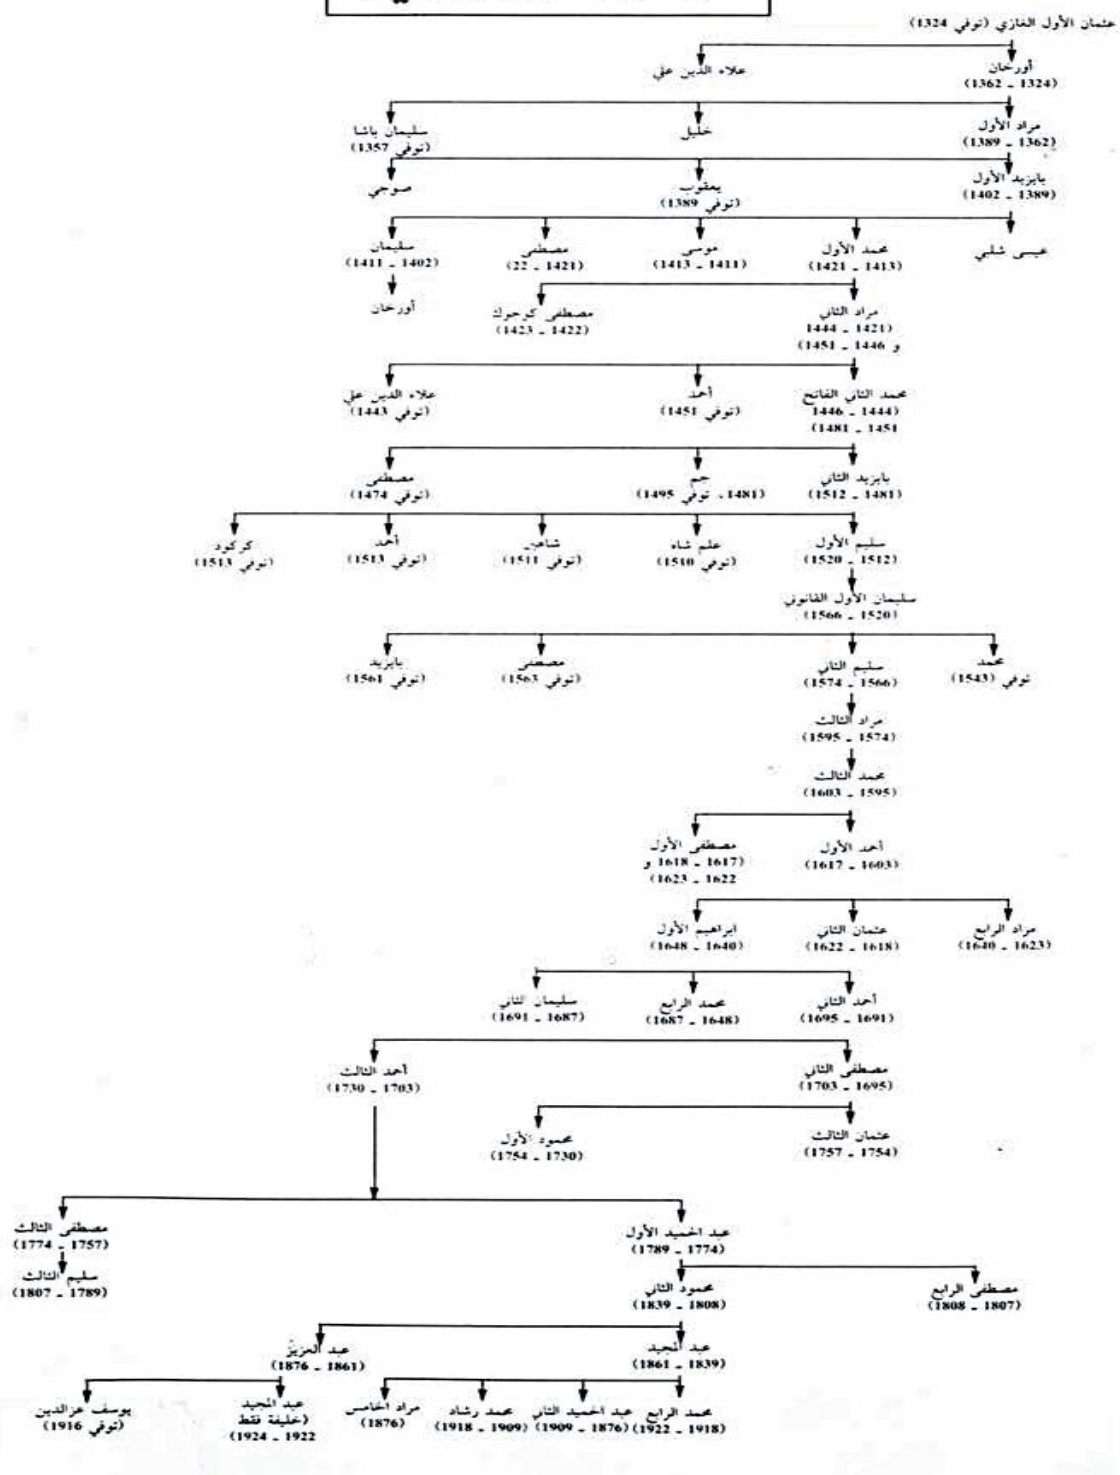 عثمان الأول الغازي (توفي 1324)
أورخان
علاء الدين علي
(1324 - 1362)
مراد الأول
خليل
سليمان باشا
(1362 - 1389)
(توفي 1357)
بايزيد الأول
يعقوب
صوجي
(1389 - 1402)
(توفي 1389)
عيسى شلبي
محمد الأول
موسى
مصطفى
سليمان
(1413 - 1421)
(1411 - 1413)
(1421 - 22)
(1402 - 1411)
أورخان
مراد الثاني
مصطفى كوجوك
(1421 - 1444
(1422 - 1423)
و 1446 - 1451)
محمد الثاني الفاتح
أحمد
علاء الدين علي
(1444 - 1446
(توفي 1451)
(توفي 1443)
1451 - 1481)
بايزيد الثاني
جم
مصطفى
(1481 - 1512)
(1481، توفي 1495)
(توفي 1474)
سليم الأول
علم شاه
شاهين
أحمد
كركود
(1512 - 1520)
(توفي 1510)
(توفي 1511)
(توفي 1513)
(توفي 1513)
سليمان الأول القانوني
(1520 - 1566)
محمد
سليم الثاني
مصطفى
بايزيد
توفي (1543)
(1566 - 1574)
(توفي 1563)
(توفي 1561)
مراد الثالث
(1574 - 1595)
محمد الثالث
(1595 - 1603)
أحمد الأول
مصطفى الأول
(1603 - 1617)
(1617 - 1618 و
1622 - 1623)
مراد الرابع
عثمان الثاني
ابراهيم الأول
(1623 - 1640)
(1618 - 1622)
(1640 - 1648)
أحمد الثاني
محمد الرابع
سليمان الثاني
(1691 - 1695)
(1648 - 1687)
(1687 - 1691)
مصطفى الثاني
أحمد الثالث
(1695 - 1703)
(1703 - 1730)
عثمان الثالث
محمود الأول
(1754 - 1757)
(1730 - 1754)
عبد الحميد الأول
مصطفى الثالث
(1774 - 1789)
(1757 - 1774)
سليم الثالث
(1789 - 1807)
مصطفى الرابع
محمود الثاني
(1807 - 1808)
(1808 - 1839)
عبد المجيد
عبد العزيز
(1839 - 1861)
(1861 - 1876)
محمد الرابع
عبد الحميد الثاني
محمد رشاد
مراد الخامس
عبد المجيد
يوسف عزالدين
(1918 - 1922)
(1876 - 1909)
(1909 - 1918)
(1876)
(خليفة فقط
(توفي 1916)
1922 - 1924)